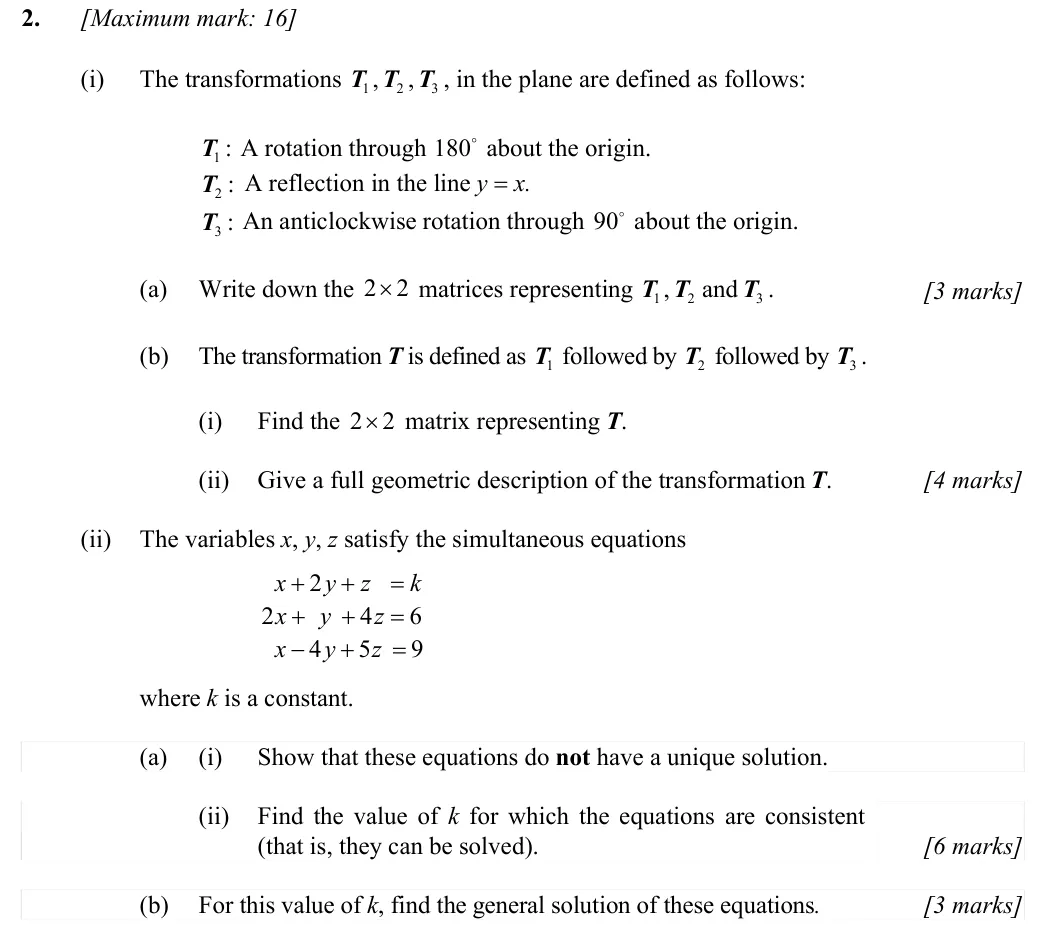 2. [Maximum mark: 16]
(i) The transformations T₁, T₂, T₃, in the plane are defined as follows:
T₁: A rotation through 180° about the origin.
T₂: A reflection in the line y = x.
T₃: An anticlockwise rotation through 90° about the origin.
(a) Write down the 2×2 matrices representing T₁, T₂ and T₃. [3 marks]
(b) The transformation T is defined as T₁ followed by T₂ followed by T₃.
(i) Find the 2×2 matrix representing T.
(ii) Give a full geometric description of the transformation T. [4 marks]
(ii) The variables x, y, z satisfy the simultaneous equations
x + 2y + z = k
2x + y + 4z = 6
x − 4y + 5z = 9
where k is a constant.
(a) (i) Show that these equations do not have a unique solution.
(ii) Find the value of k for which the equations are consistent
(that is, they can be solved). [6 marks]
(b) For this value of k, find the general solution of these equations. [3 marks]